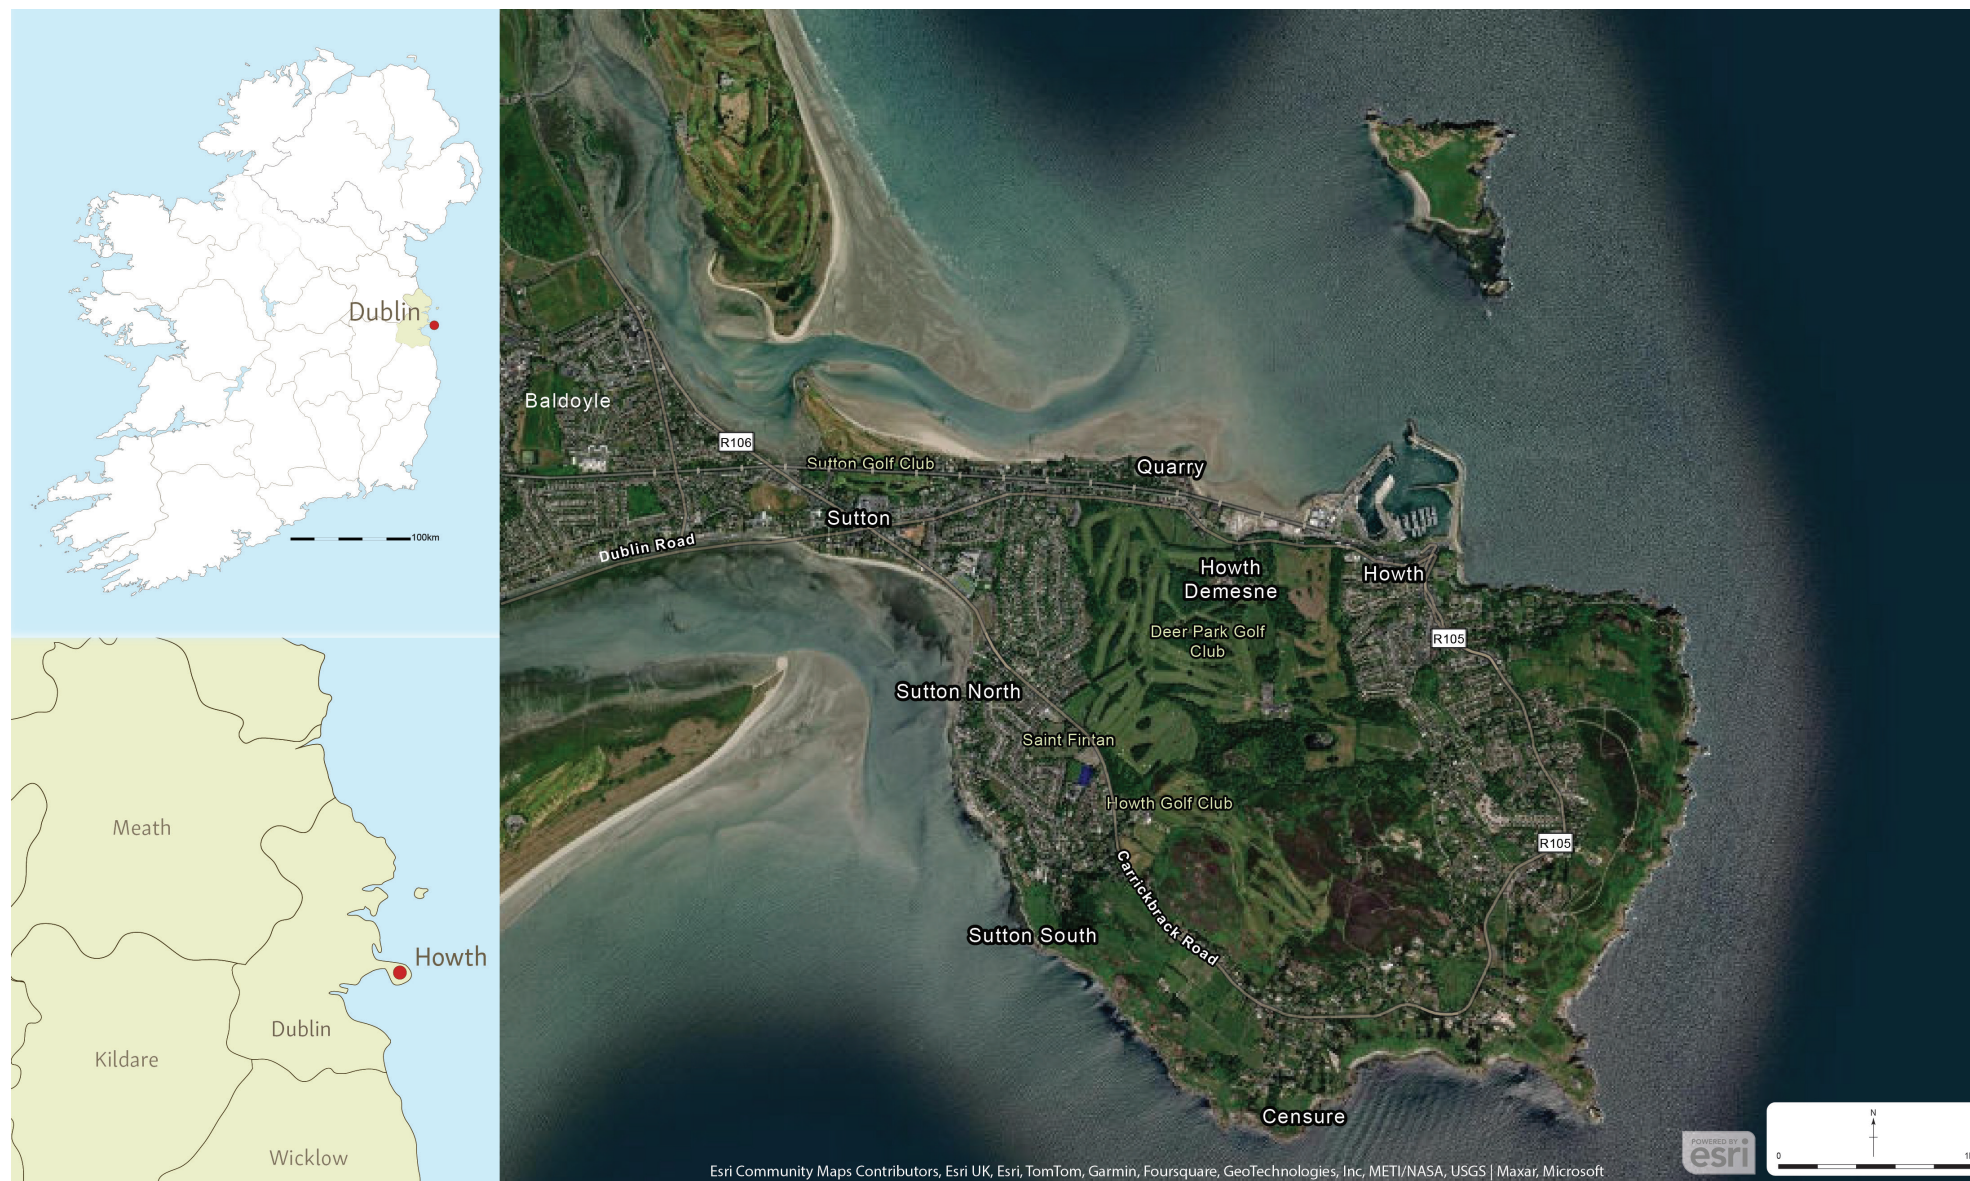 Dublin
100km
Meath
Howth
Dublin
Kildare
Wicklow
Baldoyle
R106
Sutton Golf Club
Quarry
Sutton
Dublin Road
Howth
Demesne
Howth
Deer Park Golf
Club
R105
Sutton North
Saint Fintan
Howth Golf Club
R105
Carrickbrack Road
Sutton South
Censure
N
POWERED BY
esri
0
Esri Community Maps Contributors, Esri UK, Esri, TomTom, Garmin, Foursquare, GeoTechnologies, Inc, METI/NASA, USGS | Maxar, Microsoft